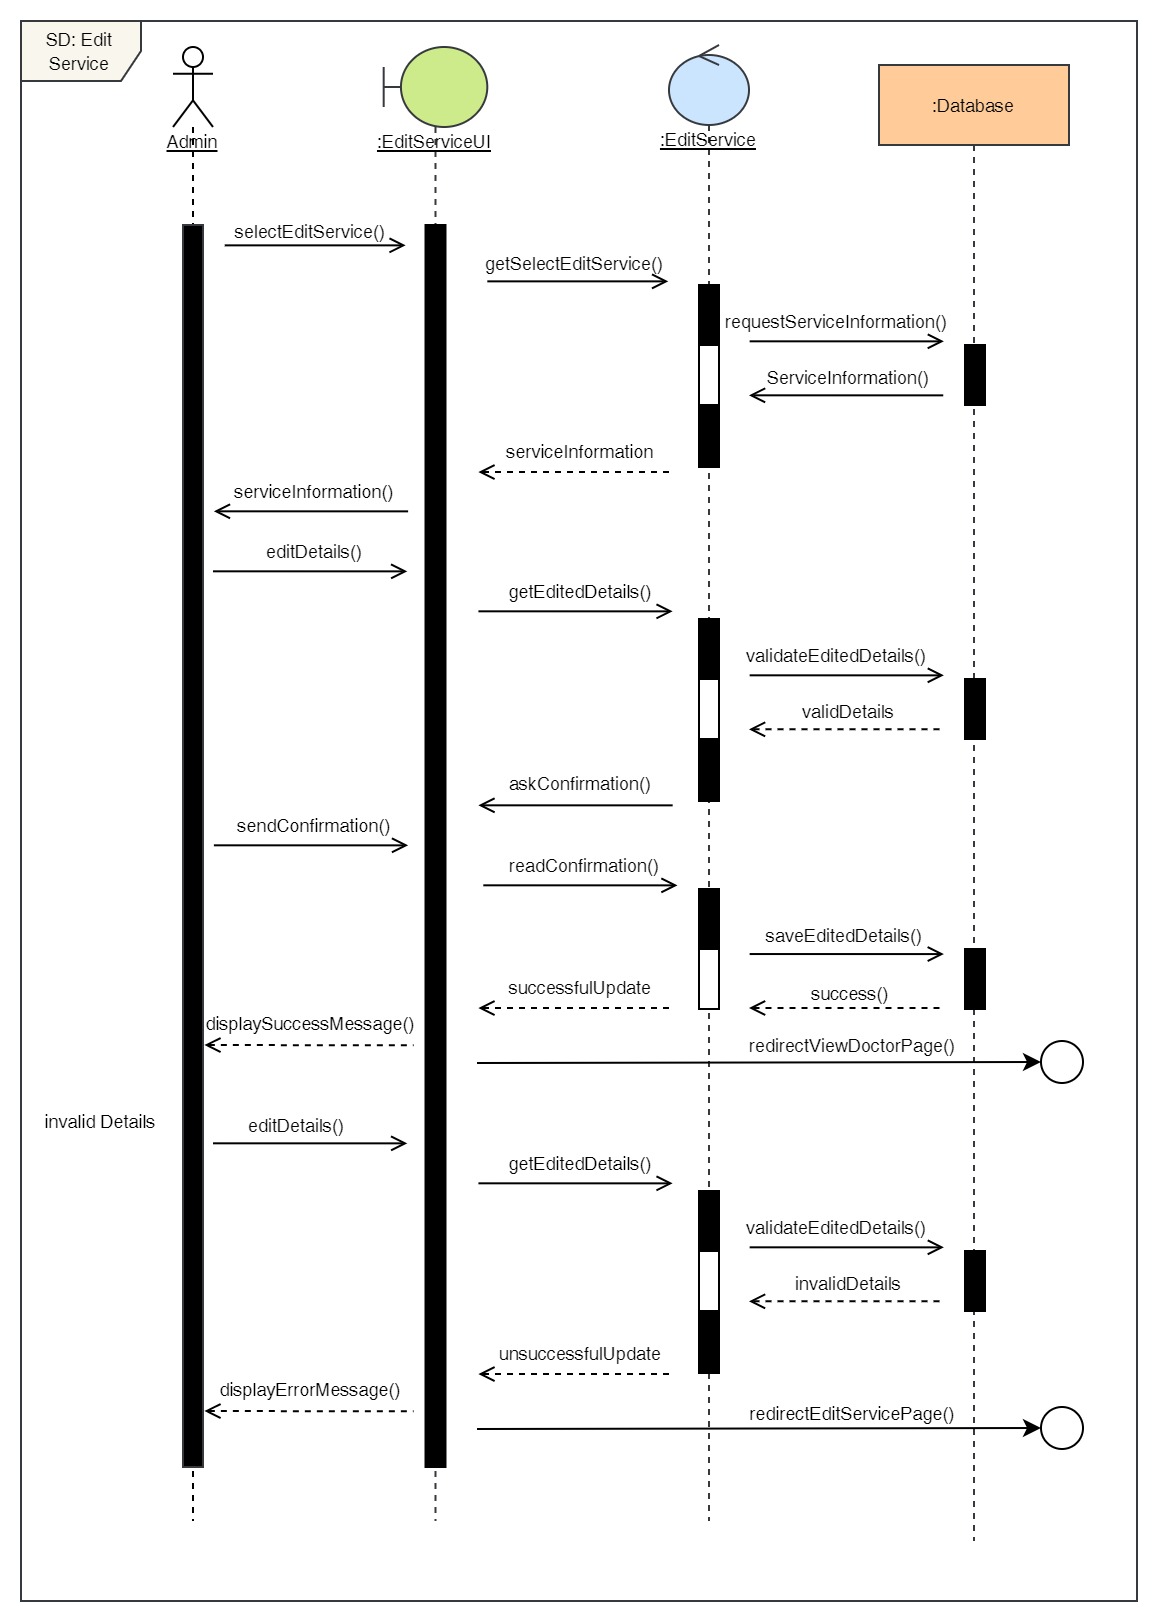 SD: Edit
Service
Admin
:EditServiceUI
:EditService
:Database
selectEditService()
getSelectEditService()
requestServiceInformation()
ServiceInformation()
serviceInformation
serviceInformation()
editDetails()
getEditedDetails()
validateEditedDetails()
validDetails
askConfirmation()
sendConfirmation()
readConfirmation()
saveEditedDetails()
successfulUpdate
success()
displaySuccessMessage()
redirectViewDoctorPage()
invalid Details
editDetails()
getEditedDetails()
validateEditedDetails()
invalidDetails
unsuccessfulUpdate
displayErrorMessage()
redirectEditServicePage()